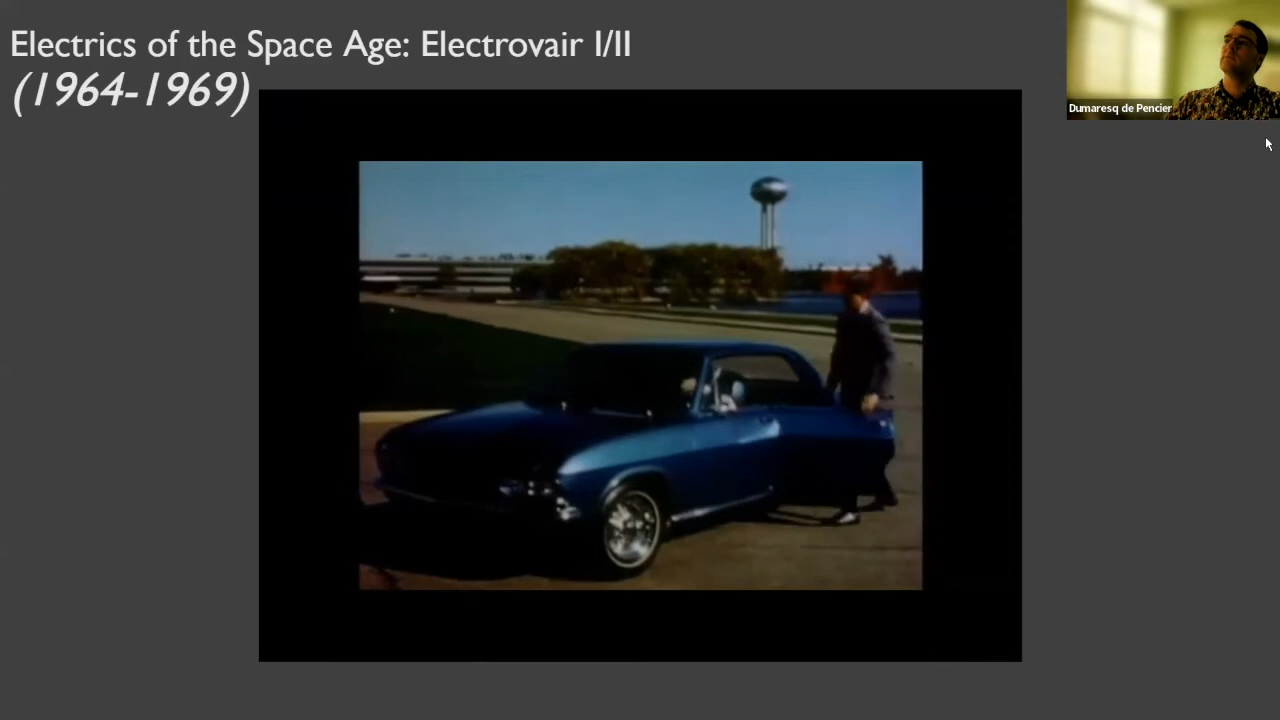 Electrics of the Space Age: Electrovair I/II
(1964-1969)
Dumaresq de Pencier